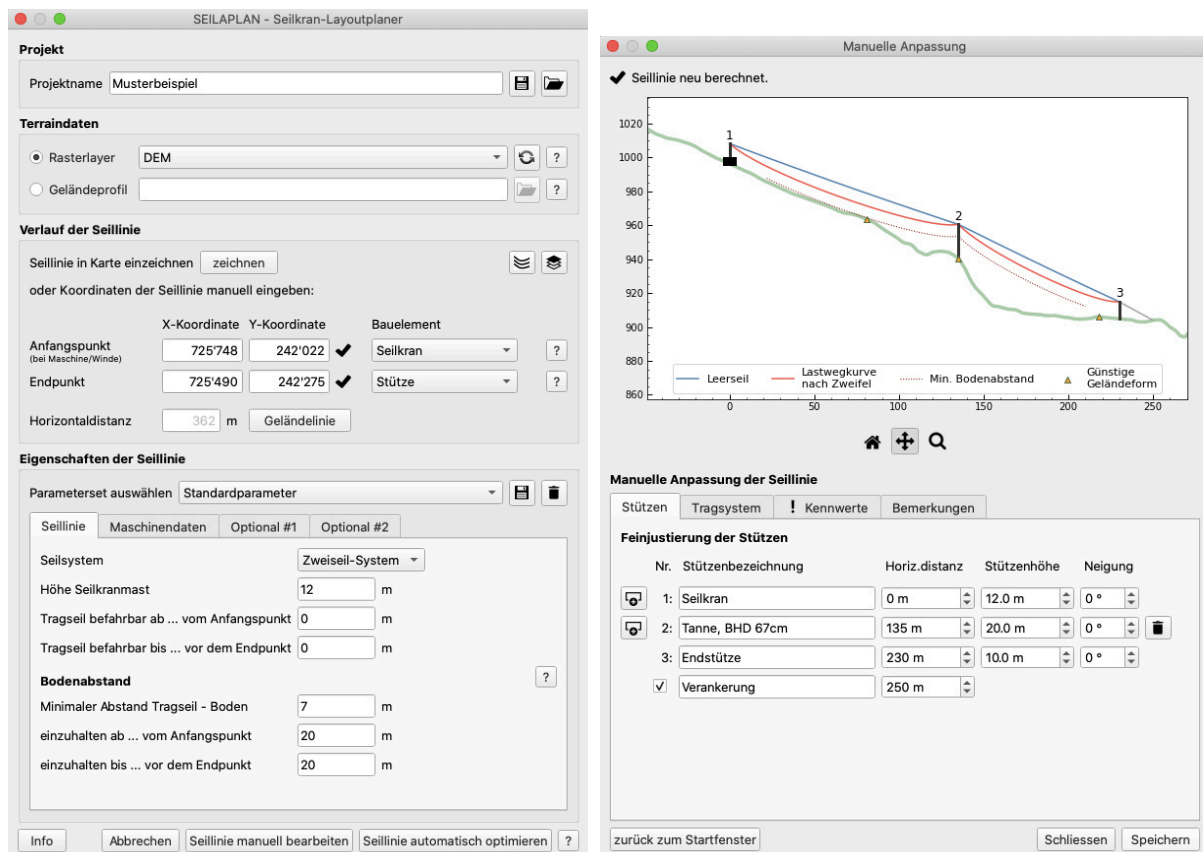 SEILAPLAN - Seilkran-Layoutplaner
Projekt
Projektname Musterbeispiel
Terraindaten
Rasterlayer DEM ?
Geländeprofil ?
Verlauf der Seillinie
Seillinie in Karte einzeichnen zeichnen
oder Koordinaten der Seillinie manuell eingeben:
X-Koordinate Y-Koordinate Bauelement
Anfangspunkt 725'748 242'022 Seilkran ?
(bei Maschine/Winde)
Endpunkt 725'490 242'275 Stütze ?
Horizontaldistanz 362 m Geländelinie
Eigenschaften der Seillinie
Parameterset auswählen Standardparameter
Seillinie Maschinendaten Optional #1 Optional #2
Seilsystem Zweiseil-System
Höhe Seilkranmast 12 m
Tragseil befahrbar ab ... vom Anfangspunkt 0 m
Tragseil befahrbar bis ... vor dem Endpunkt 0 m
Bodenabstand ?
Minimaler Abstand Tragseil - Boden 7 m
einzuhalten ab ... vom Anfangspunkt 20 m
einzuhalten bis ... vor dem Endpunkt 20 m
Info Abbrechen Seillinie manuell bearbeiten Seillinie automatisch optimieren ?
Manuelle Anpassung
Seillinie neu berechnet.
1020
1000
980
960
940
920
900
880
860
1
2
3
Leerseil
Lastwegkurve
nach Zweifel
Min. Bodenabstand
Günstige
Geländeform
0 50 100 150 200 250
Manuelle Anpassung der Seillinie
Stützen Tragsystem ! Kennwerte Bemerkungen
Feinjustierung der Stützen
Nr. Stützenbezeichnung Horiz.distanz Stützenhöhe Neigung
1: Seilkran 0 m 12.0 m 0 °
2: Tanne, BHD 67cm 135 m 20.0 m 0 °
3: Endstütze 230 m 10.0 m 0 °
Verankerung 250 m
zurück zum Startfenster Schliessen Speichern